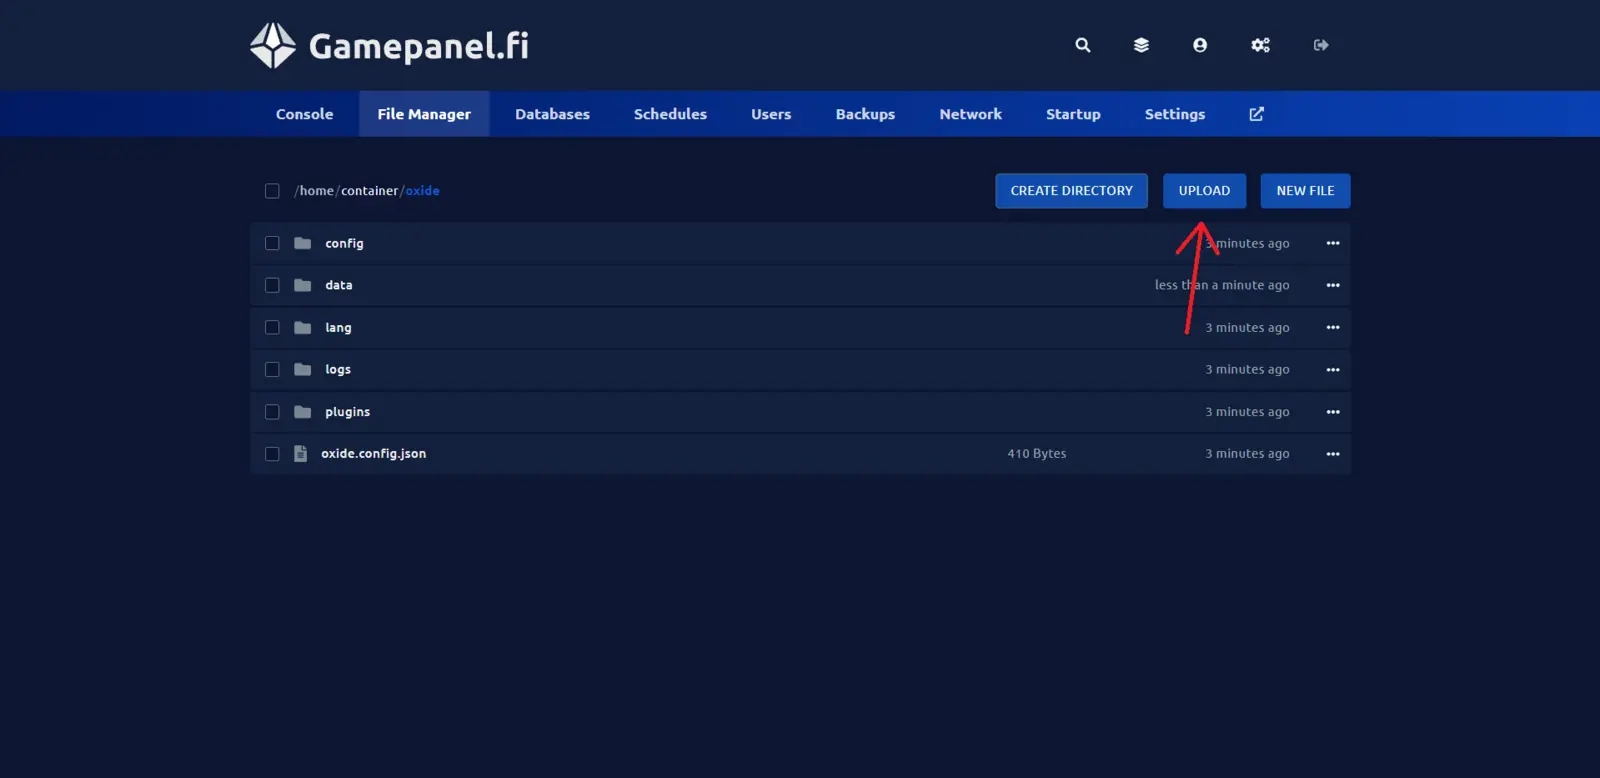 Gamepanel.fi
Console File Manager Databases Schedules Users Backups Network Startup Settings
/home/container/oxide CREATE DIRECTORY UPLOAD NEW FILE
config 3 minutes ago
data less than a minute ago
lang 3 minutes ago
logs 3 minutes ago
plugins 3 minutes ago
oxide.config.json 410 Bytes 3 minutes ago